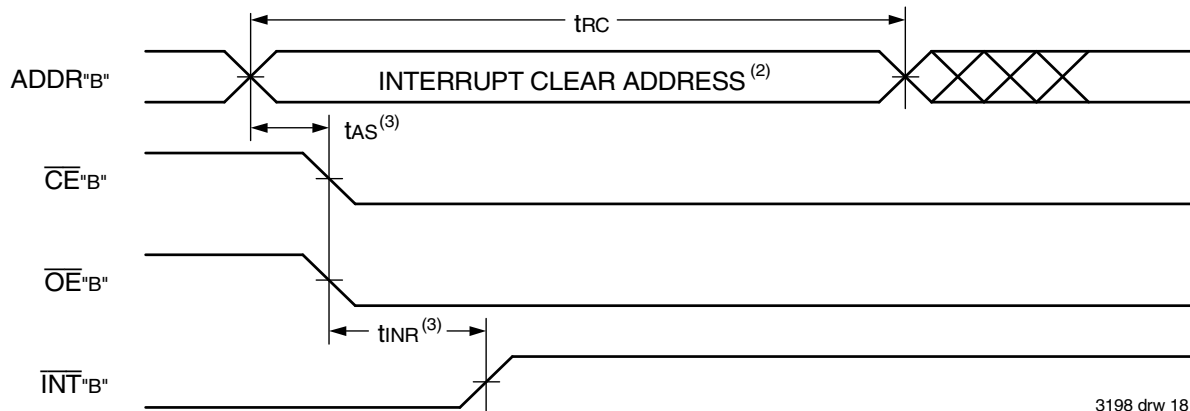 tRC
ADDR"B"
INTERRUPT CLEAR ADDRESS (2)
tAS(3)
CE"B"
OE"B"
tINR(3)
INT"B"
3198 drw 18